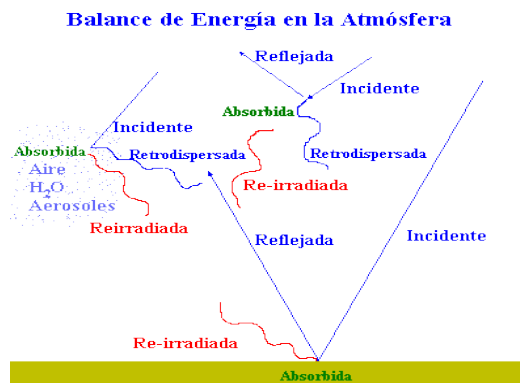 Balance de Energía en la Atmósfera
Reflejada
Incidente
Absorbida
Incidente
Absorbida
Retrodispersada
Retrodispersada
Aire
H2O
Aerosoles
Re-irradiada
Reirradiada
Reflejada
Incidente
Re-irradiada
Absorbida